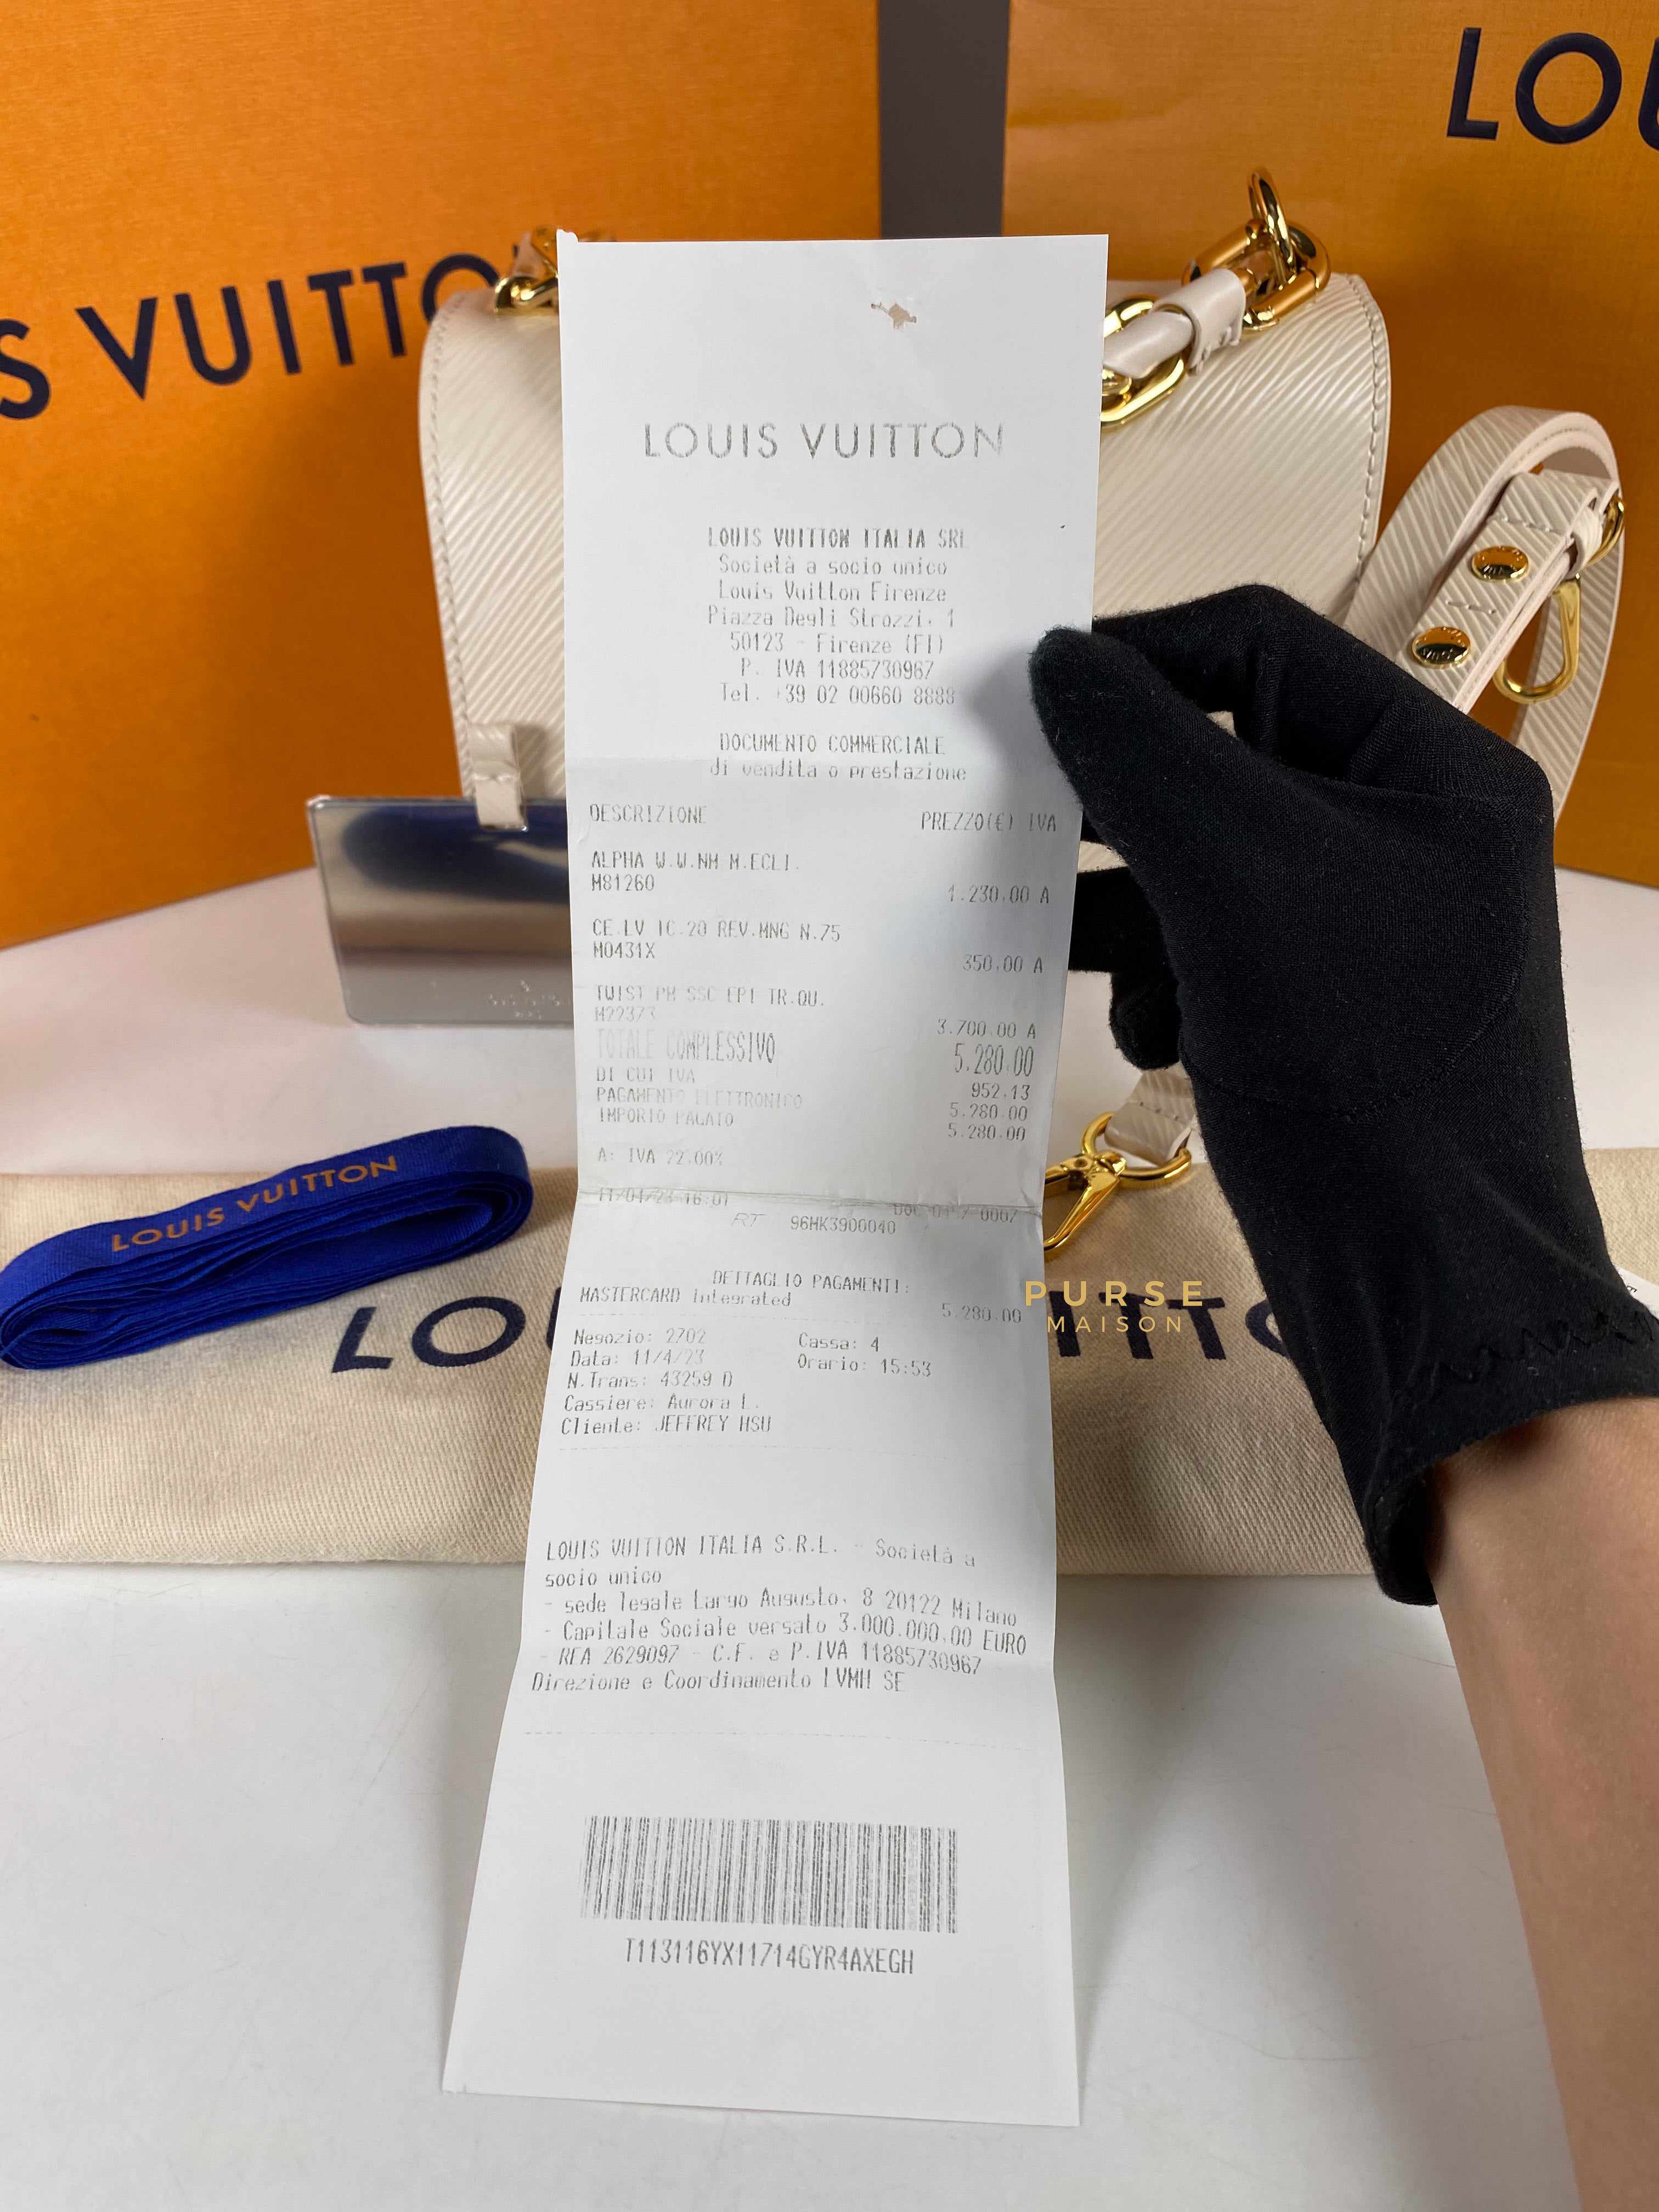 LOU
S VUITTO
LOUIS VUITTON
LOUIS VUITTON ITALIA SRL
Società a socio unico
Louis Vuitton Firenze
Piazza Degli Strozzi, 1
50123 - Firenze (FI)
P. IVA 11885730967
Tel. +39 02 00660 8888
DOCUMENTO COMMERCIALE
di vendita o prestazione
DESCRIZIONE PREZZO(€) IVA
ALPHA W.W.NM M.ECLI.
M81260
1.230,00 A
CE.LV IC.20 REV.MNG N.75
M0431X
350,00 A
TWIST PM SSC EPI TR.QU.
M22373
3.700,00 A
TOTALE COMPLESSIVO 5.280,00
DI CUI IVA 952,13
PAGAMENTO ELETTRONICO 5.280,00
IMPORTO PAGATO 5.280,00
A: IVA 22,00%
11/04/23 16:01
RT 96MK3900040
DETTAGLIO PAGAMENTI:
MASTERCARD Integrated 5.280,00
Negozio: 2702 Cassa: 4
Data: 11/4/23 Orario: 15:53
N.Trans: 43259 D
Cassiere: Aurora L.
Cliente: JEFFREY HSU
LOUIS VUITTON ITALIA S.R.L. - Società a
socio unico
- sede legale Largo Augusto, 8 20122 Milano
- Capitale Sociale versato 3.000.000,00 EURO
- REA 2629097 - C.F. e P.IVA 11885730967
Direzione e Coordinamento LVMH SE
T113116YX11714GYR4AXEGH
LOUIS VUITTON
PURSE
MAISON
LOU